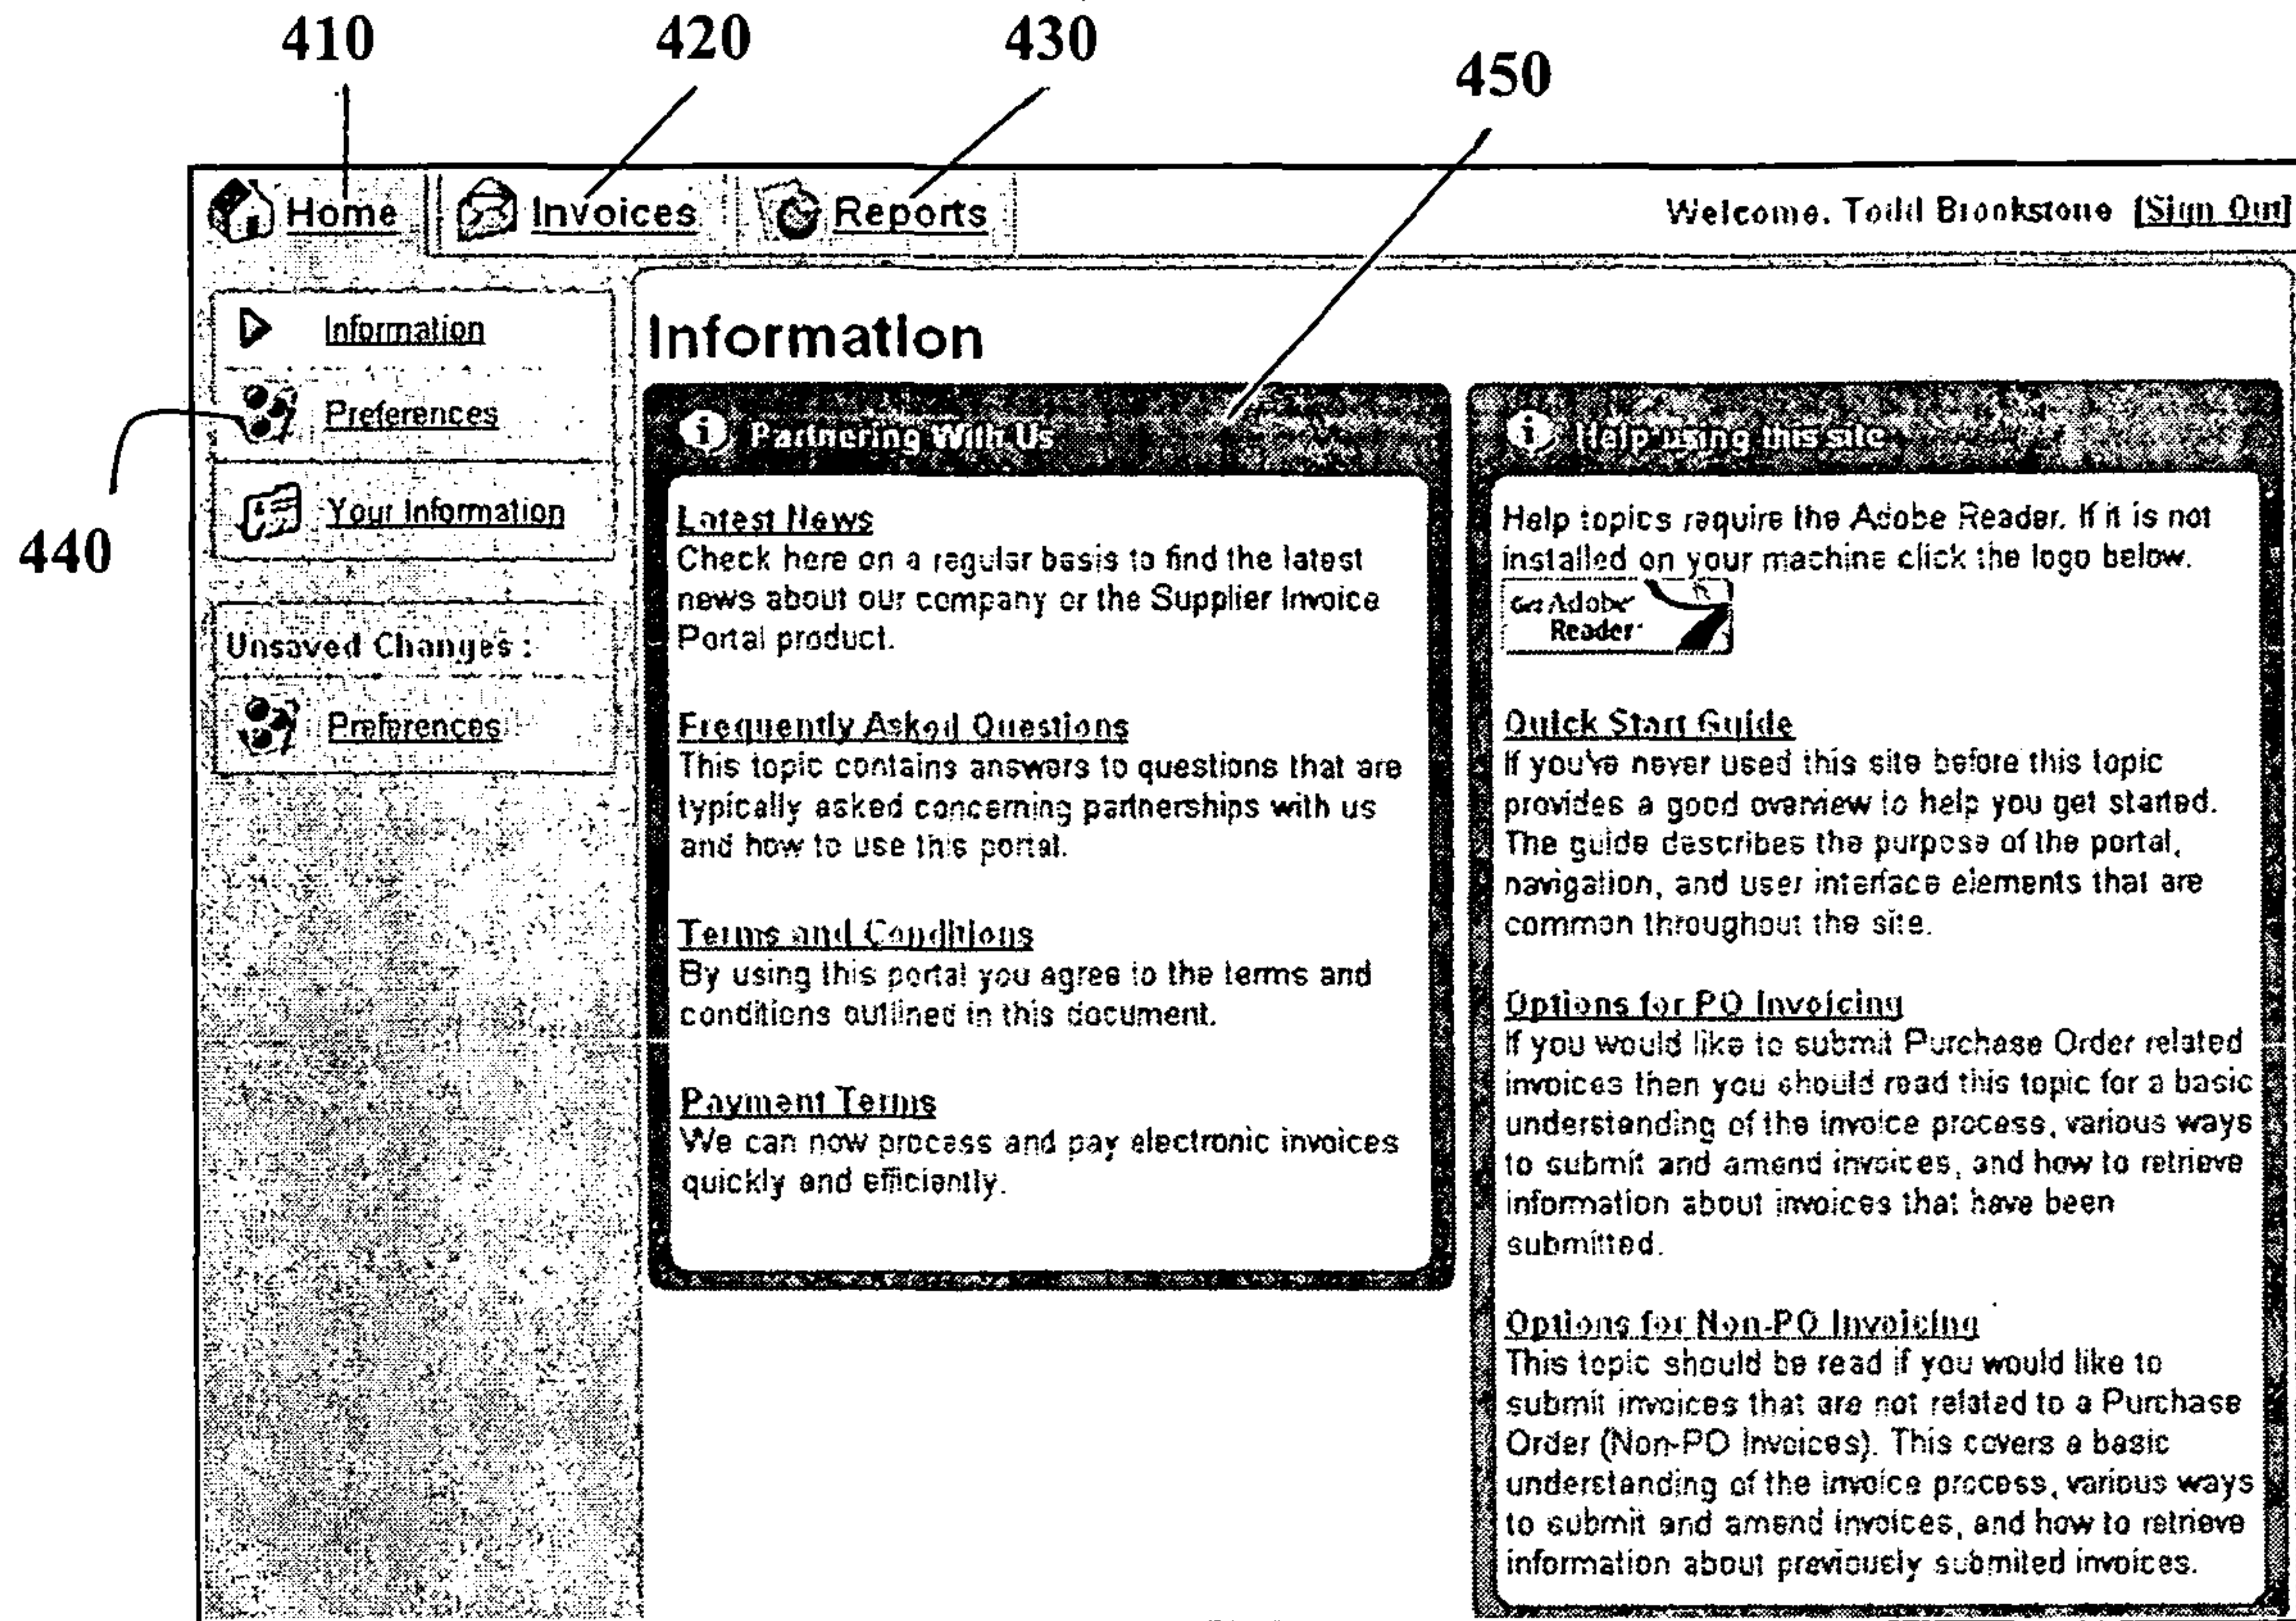 410
420
430
450
Home
Invoices
Reports
Welcome, Todd Brookstone [Sign Out]
Information
Preferences
Your Information
440
Unsaved Changes :
Preferences
Information
Partnering With Us
Latest News
Check here on a regular basis to find the latest
news about our company or the Supplier Invoice
Portal product.
Frequently Asked Questions
This topic contains answers to questions that are
typically asked concerning partnerships with us
and how to use this portal.
Terms and Conditions
By using this portal you agree to the terms and
conditions outlined in this document.
Payment Terms
We can now process and pay electronic invoices
quickly and efficiently.
Help using this site
Help topics require the Adobe Reader. If it is not
installed on your machine click the logo below.
Get Adobe
Reader
Quick Start Guide
If you've never used this site before this topic
provides a good overview to help you get started.
The guide describes the purpose of the portal,
navigation, and user interface elements that are
common throughout the site.
Options for PO Invoicing
If you would like to submit Purchase Order related
invoices then you should read this topic for a basic
understanding of the invoice process, various ways
to submit and amend invoices, and how to retrieve
information about invoices that have been
submitted.
Options for Non-PO Invoicing
This topic should be read if you would like to
submit invoices that are not related to a Purchase
Order (Non-PO Invoices). This covers a basic
understanding of the invoice process, various ways
to submit and amend invoices, and how to retrieve
information about previously submited invoices.